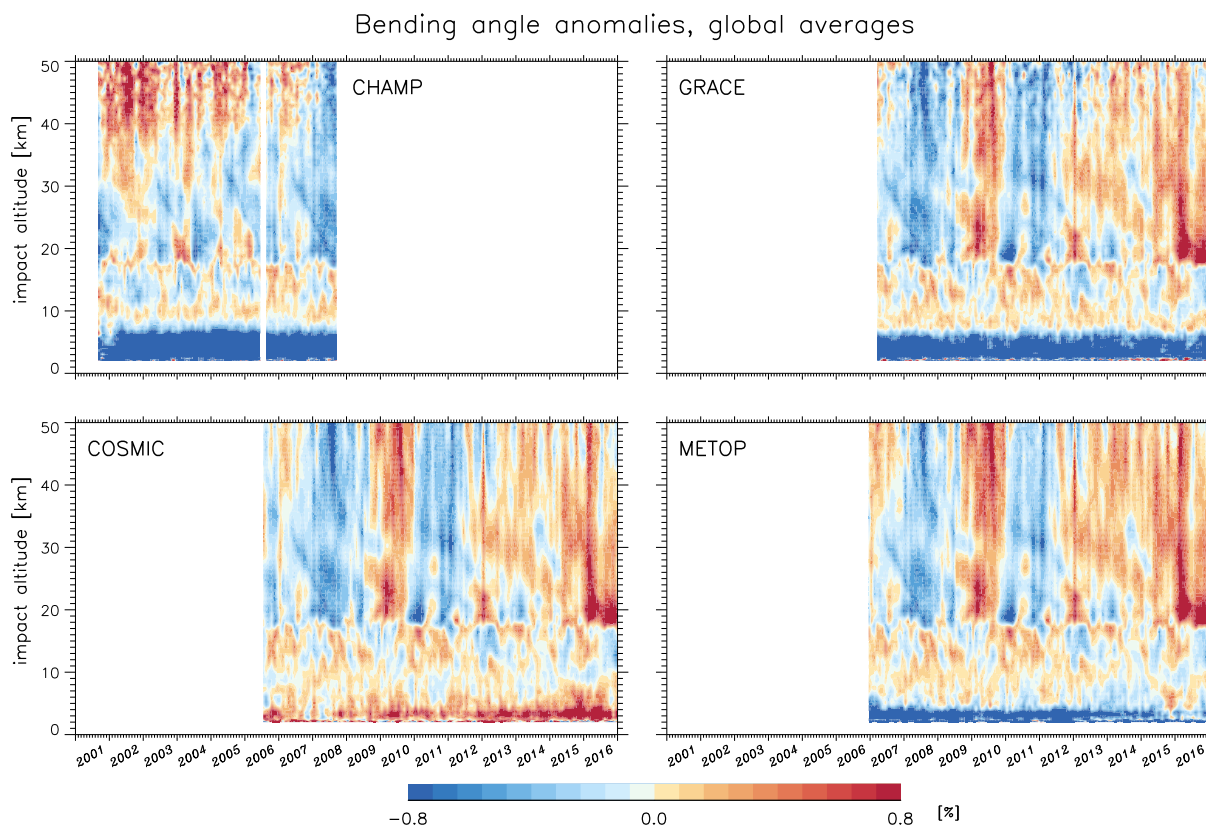 Bending angle anomalies, global averages
50
40
30
20
10
0
impact altitude [km]
CHAMP
GRACE
50
40
30
20
10
0
impact altitude [km]
COSMIC
METOP
2001 2002 2003 2004 2005 2006 2007 2008 2009 2010 2011 2012 2013 2014 2015 2016
2001 2002 2003 2004 2005 2006 2007 2008 2009 2010 2011 2012 2013 2014 2015 2016
−0.8 0.0 0.8 [%]